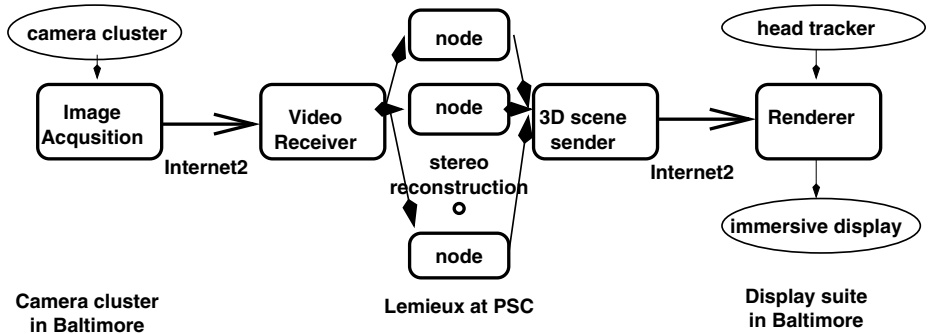 camera cluster
Image
Acqusition
Internet2
Video
Receiver
node
node
stereo
reconstruction
node
3D scene
sender
Internet2
head tracker
Renderer
immersive display
Camera cluster
in Baltimore
Lemieux at PSC
Display suite
in Baltimore